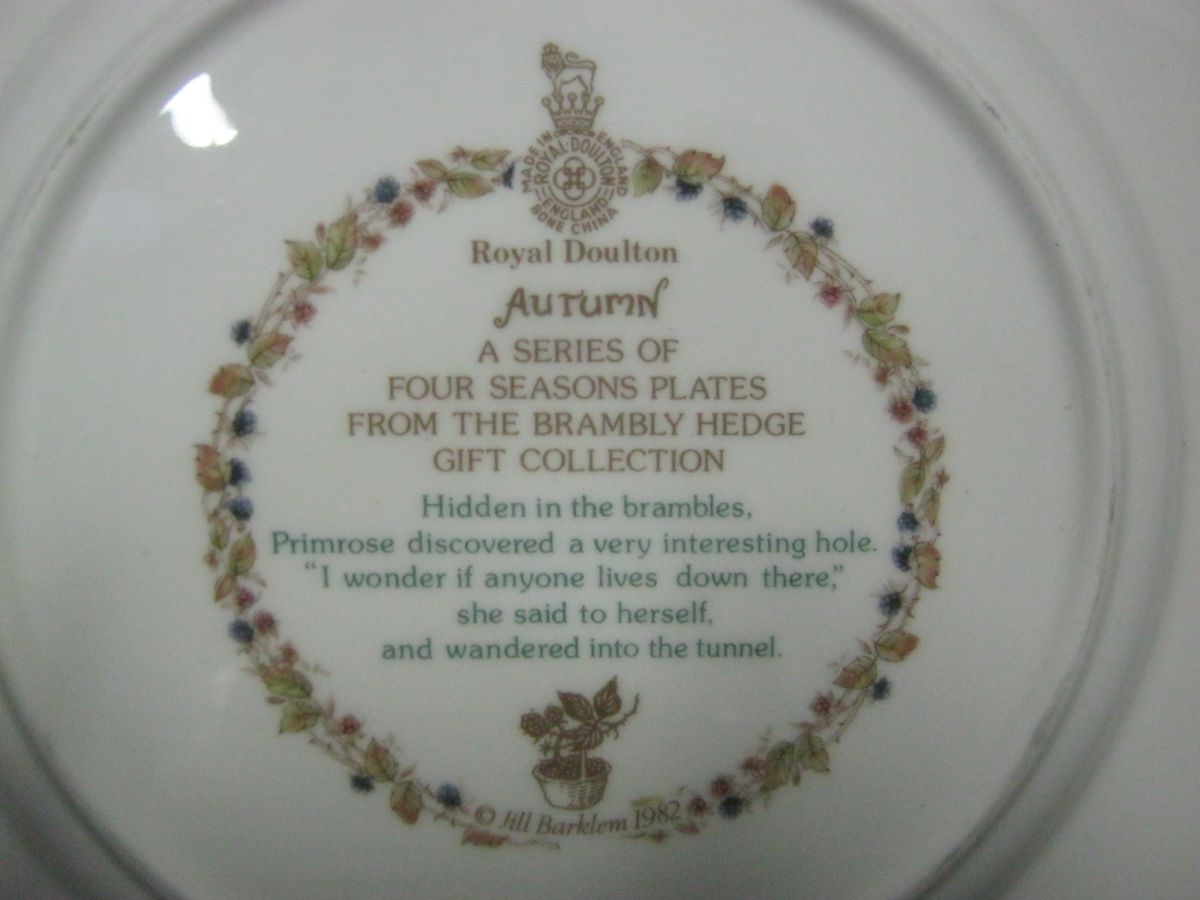 MADE IN ENGLAND
ROYAL·DOULTON
ENGLAND
BONE CHINA
Royal Doulton
AUTUMN
A SERIES OF
FOUR SEASONS PLATES
FROM THE BRAMBLY HEDGE
GIFT COLLECTION
Hidden in the brambles,
Primrose discovered a very interesting hole.
“I wonder if anyone lives down there,”
she said to herself,
and wandered into the tunnel.
© Jill Barklem 1982